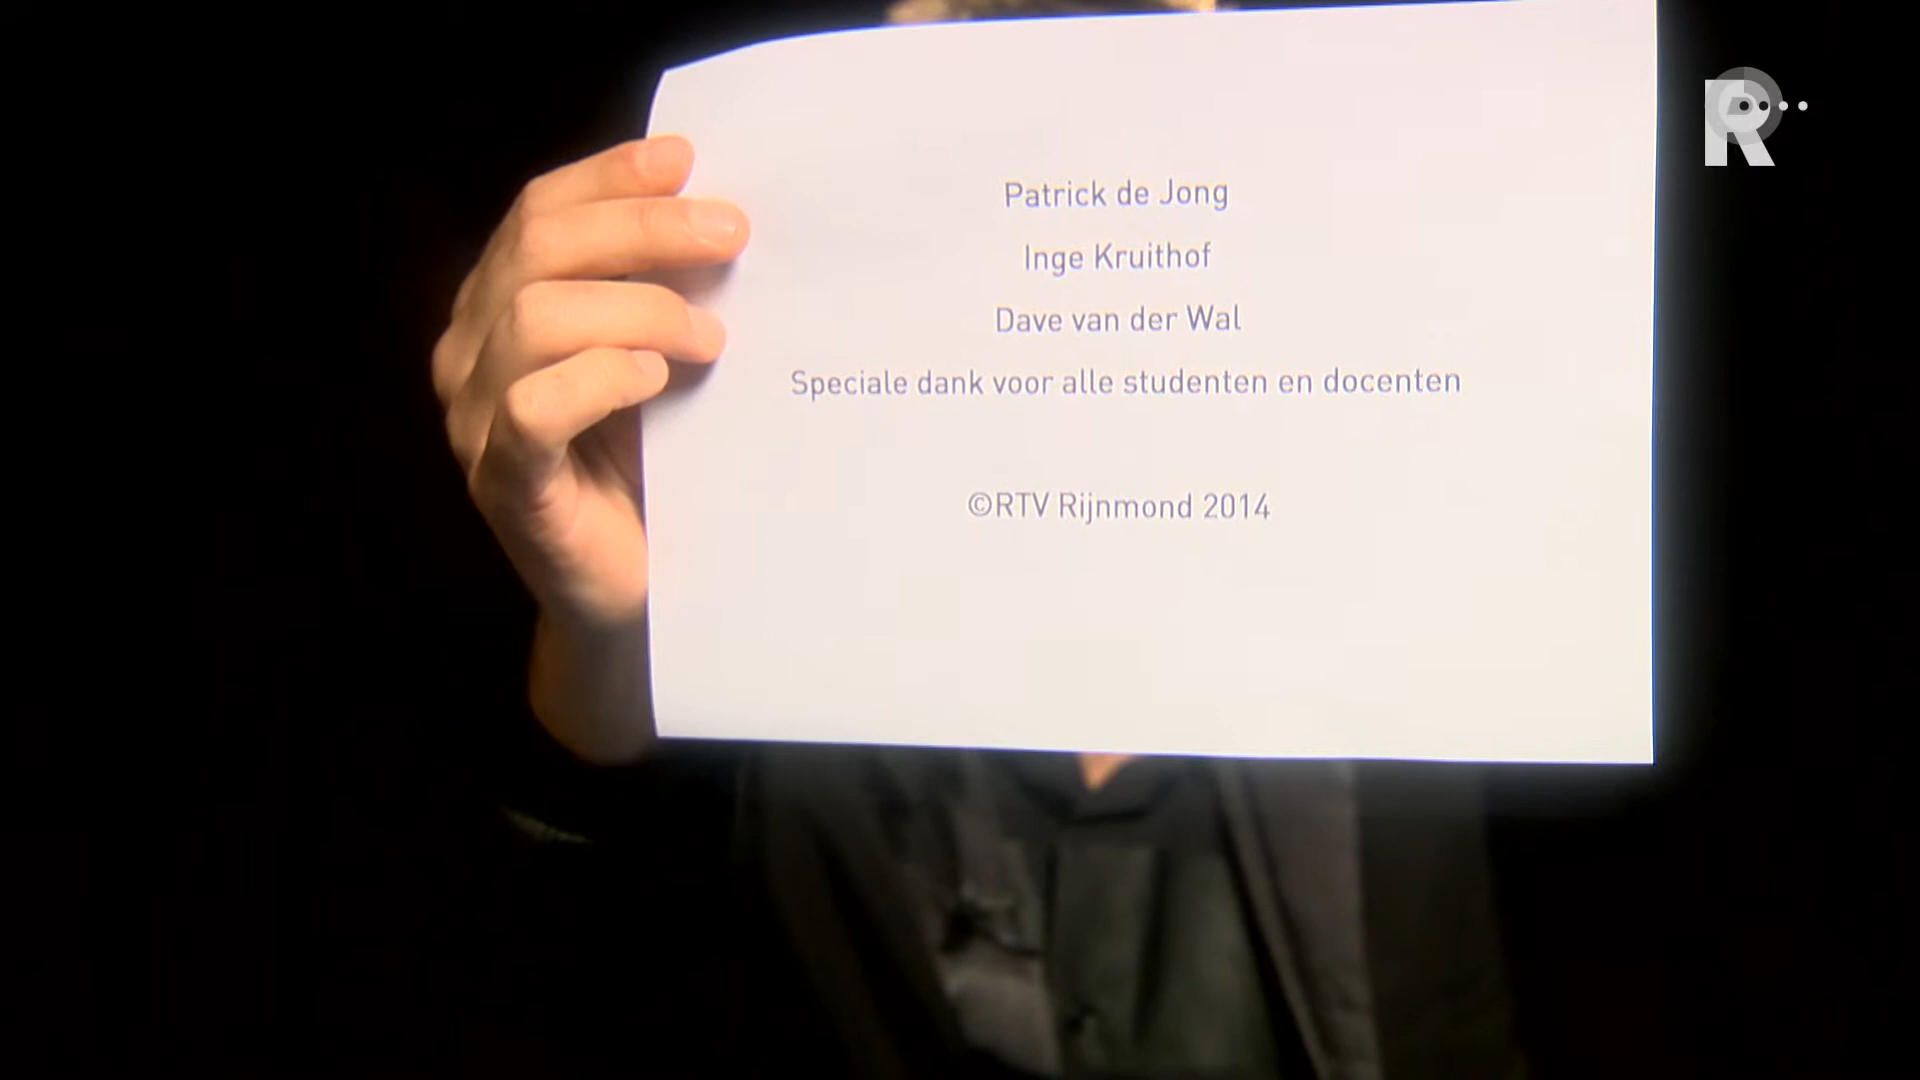 Patrick de Jong
Inge Kruithof
Dave van der Wal
Speciale dank voor alle studenten en docenten
©RTV Rijnmond 2014
R